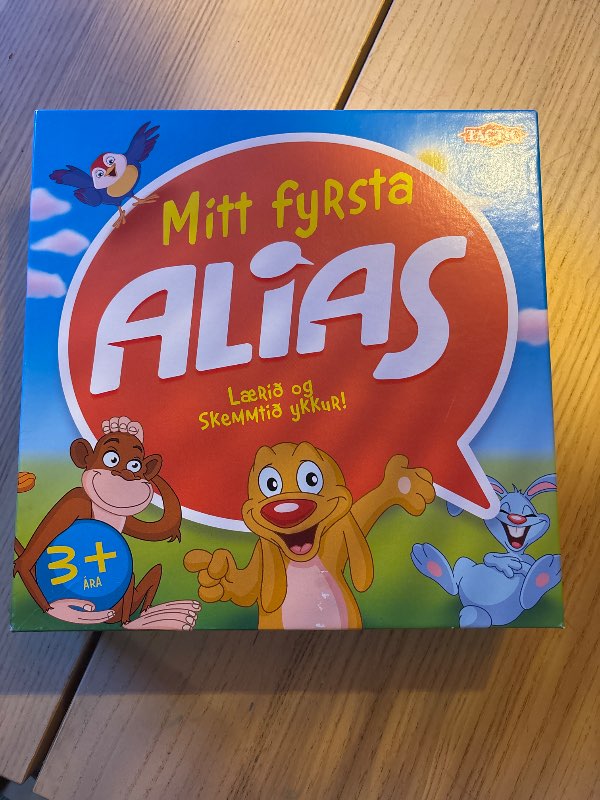 TACTIC
Mitt fyrsta
ALIAS
Lærið og
skemmtið ykkur!
3+
ÁRA